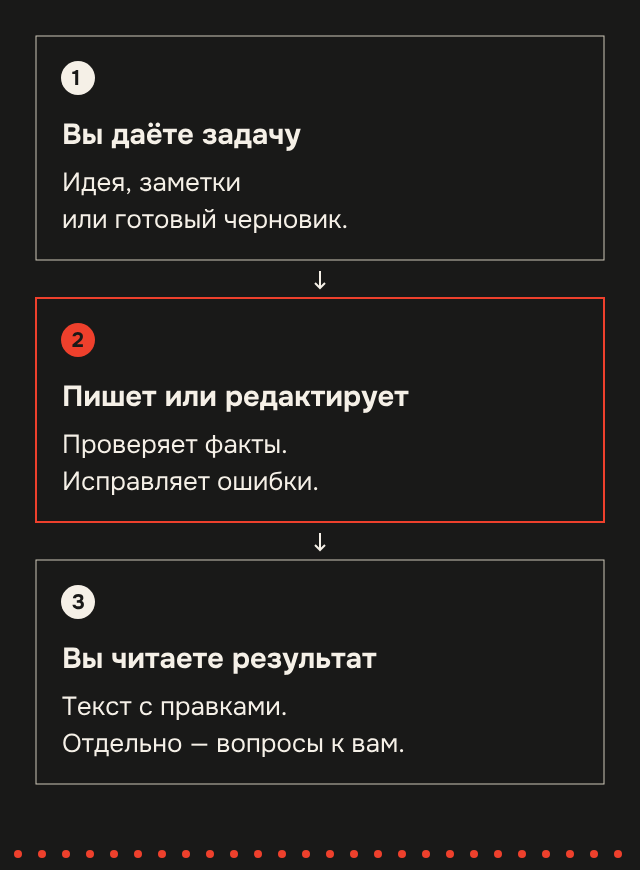 1
Вы даёте задачу
Идея, заметки
или готовый черновик.
↓
2
Пишет или редактирует
Проверяет факты.
Исправляет ошибки.
↓
3
Вы читаете результат
Текст с правками.
Отдельно — вопросы к вам.